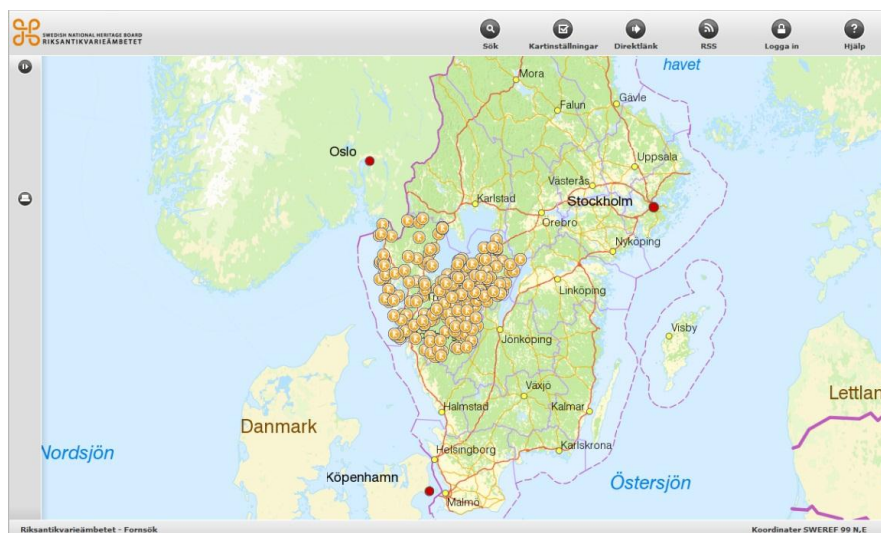 SWEDISH NATIONAL HERITAGE BOARD
RIKSANTIKVARIEÄMBETET
Sök
Kartinställningar
Direktlänk
RSS
Logga in
Hjälp
havet
Mora
Falun
Gävle
Oslo
Uppsala
Västerås
Karlstad
Stockholm
Örebro
Nyköping
Linköping
Visby
Jönköping
Lettlan
Växjö
Halmstad
Kalmar
Danmark
Nordsjön
Helsingborg
Karlskrona
Köpenhamn
Östersjön
Malmö
Riksantikvarieämbetet - Fornsök
Koordinater SWEREF 99 N,E